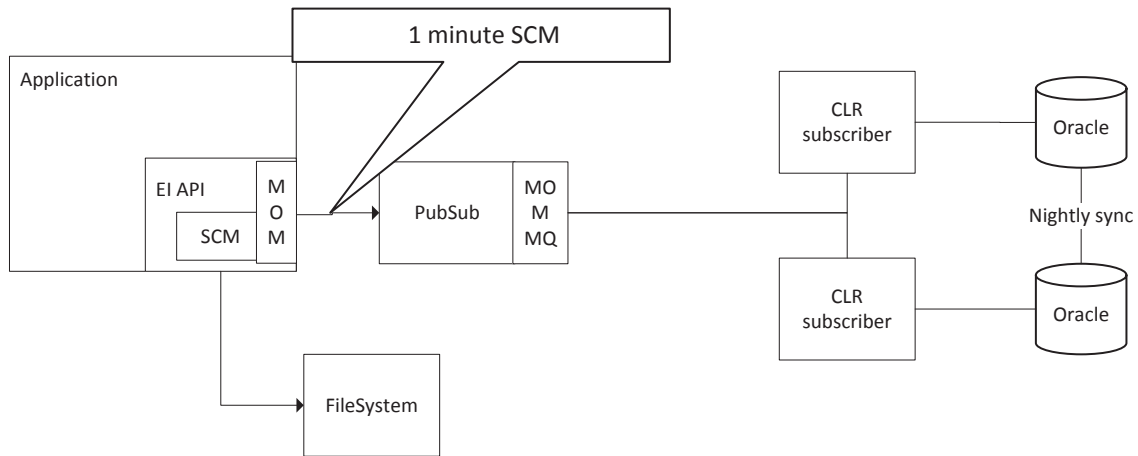 1 minute SCM
Application
EI API
SCM
M
O
M
PubSub
MO
M
MQ
CLR
subscriber
Oracle
Nightly sync
CLR
subscriber
Oracle
FileSystem